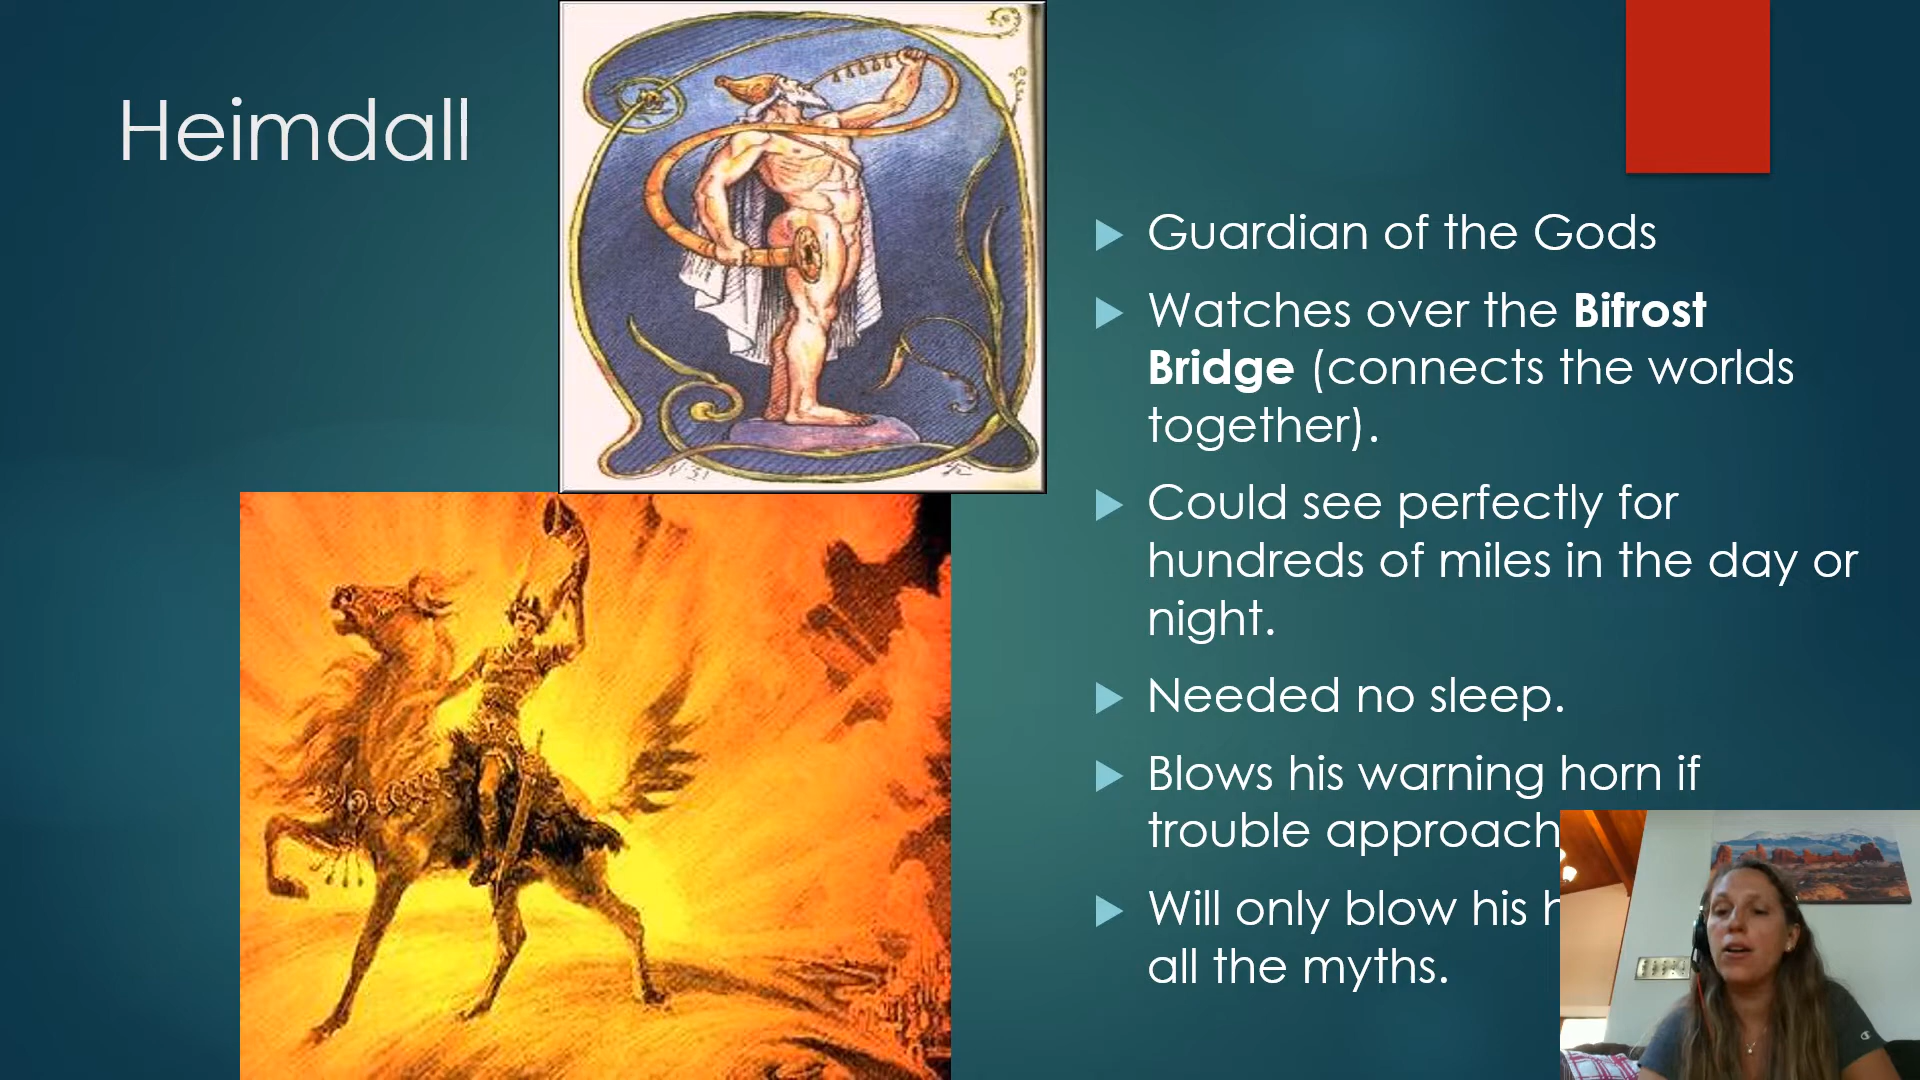 Heimdall
Guardian of the Gods
Watches over the Bifrost
Bridge (connects the worlds
together).
Could see perfectly for
hundreds of miles in the day or
night.
Needed no sleep.
Blows his warning horn if
trouble approach
Will only blow his
all the myths.